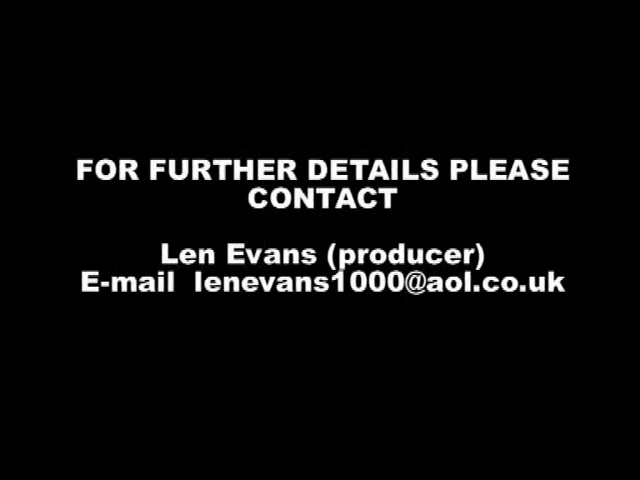 FOR FURTHER DETAILS PLEASE
CONTACT
Len Evans (producer)
E-mail lenevans1000@aol.co.uk